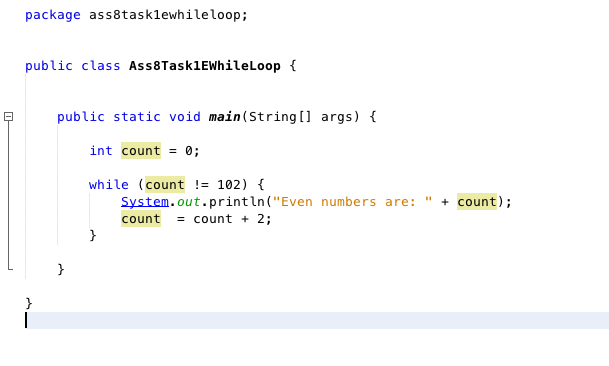 package ass8task1ewhileloop;
public class Ass8Task1EWhileLoop {
public static void main(String[] args) {
int count = 0;
while (count != 102) {
System.out.println("Even numbers are: " + count);
count  = count + 2;
}
}
}